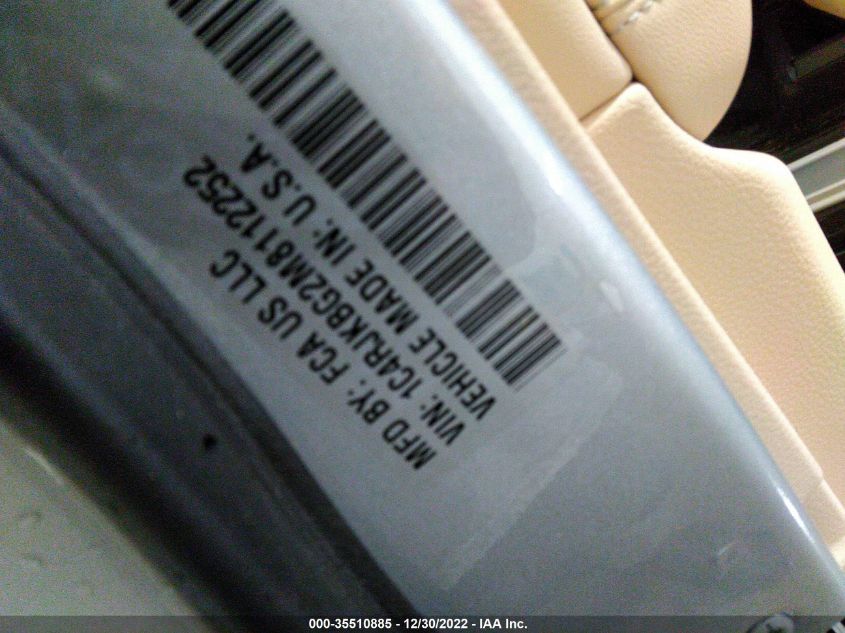 MFD BY: FCA US LLC
VIN: 1C4RJKBG2M8112252
VEHICLE MADE IN: U.S.A.
000-35510885 - 12/30/2022 - IAA Inc.